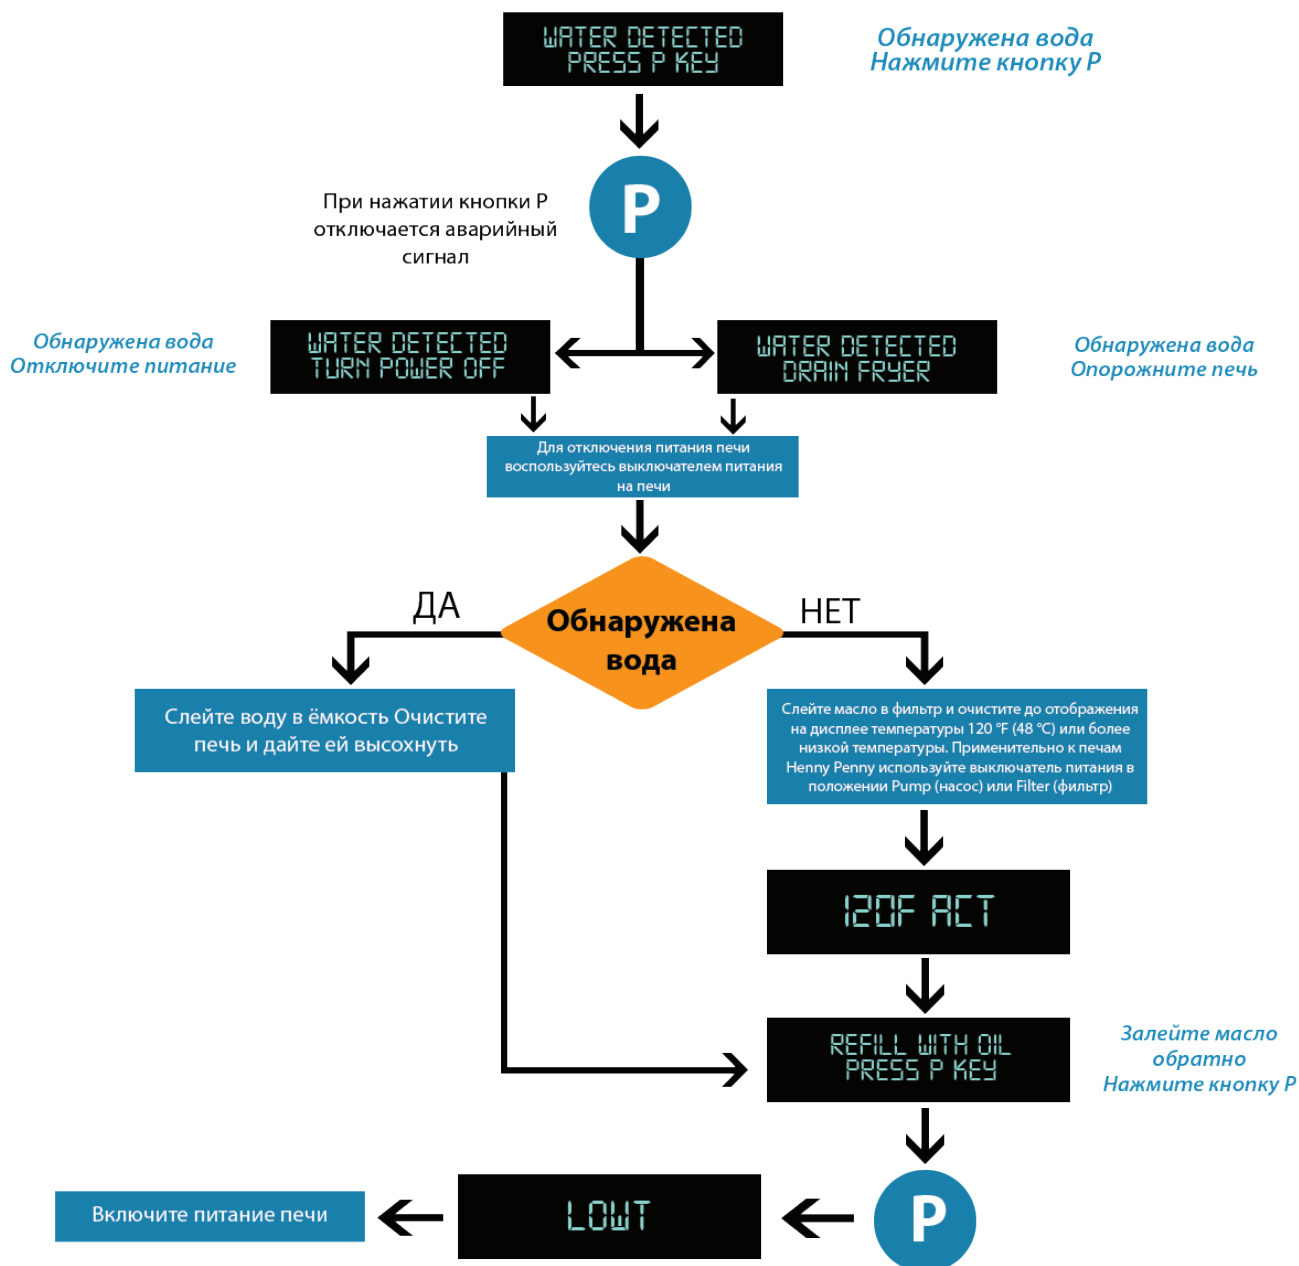 WATER DETECTED
PRESS P KEY
Обнаружена вода
Нажмите кнопку P
P
При нажатии кнопки P
отключается аварийный
сигнал
Обнаружена вода
Отключите питание
WATER DETECTED
TURN POWER OFF
WATER DETECTED
DRAIN FRYER
Обнаружена вода
Опорожните печь
Для отключения питания печи
воспользуйтесь выключателем питания
на печи
ДА
Обнаружена
вода
НЕТ
Слейте воду в ёмкость Очистите
печь и дайте ей высохнуть
Слейте масло в фильтр и очистите до отображения
на дисплее температуры 120 °F (48 °C) или более
низкой температуры. Применительно к печам
Henny Penny используйте выключатель питания в
положении Pump (насос) или Filter (фильтр)
120F ACT
REFILL WITH OIL
PRESS P KEY
Залейте масло
обратно
Нажмите кнопку P
Включите питание печи
LOWT
P